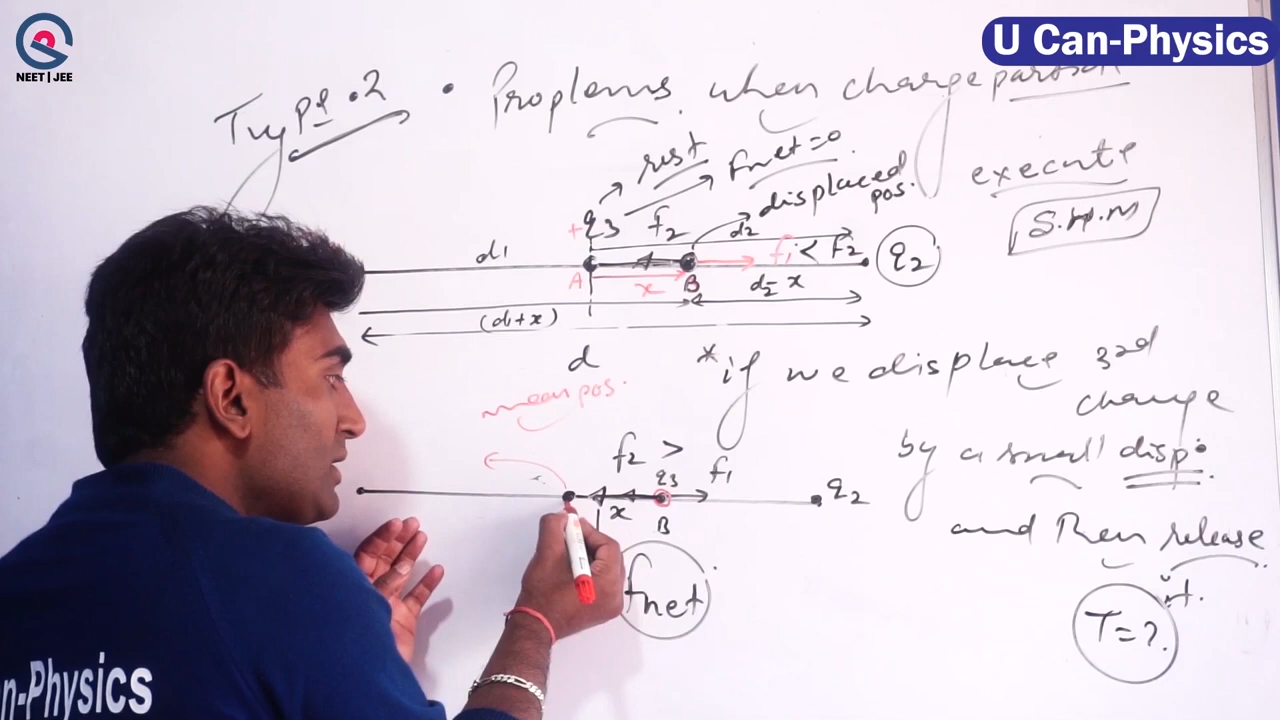 NEET | JEE
U Can-Physics
Type.2 • Proplems when charge
execute
S.H.M
rest
Fnet=0
displaced pos.
+q3 f2 d2
d1 f1 < F2 q2
A x B d2-x
(d1+x)
d
*if we displace 3rd
charge
mean pos.
by a small disp.
f2 > f1
q3
q2
x
B
and Then release
it.
fnet
T=?
n-Physics